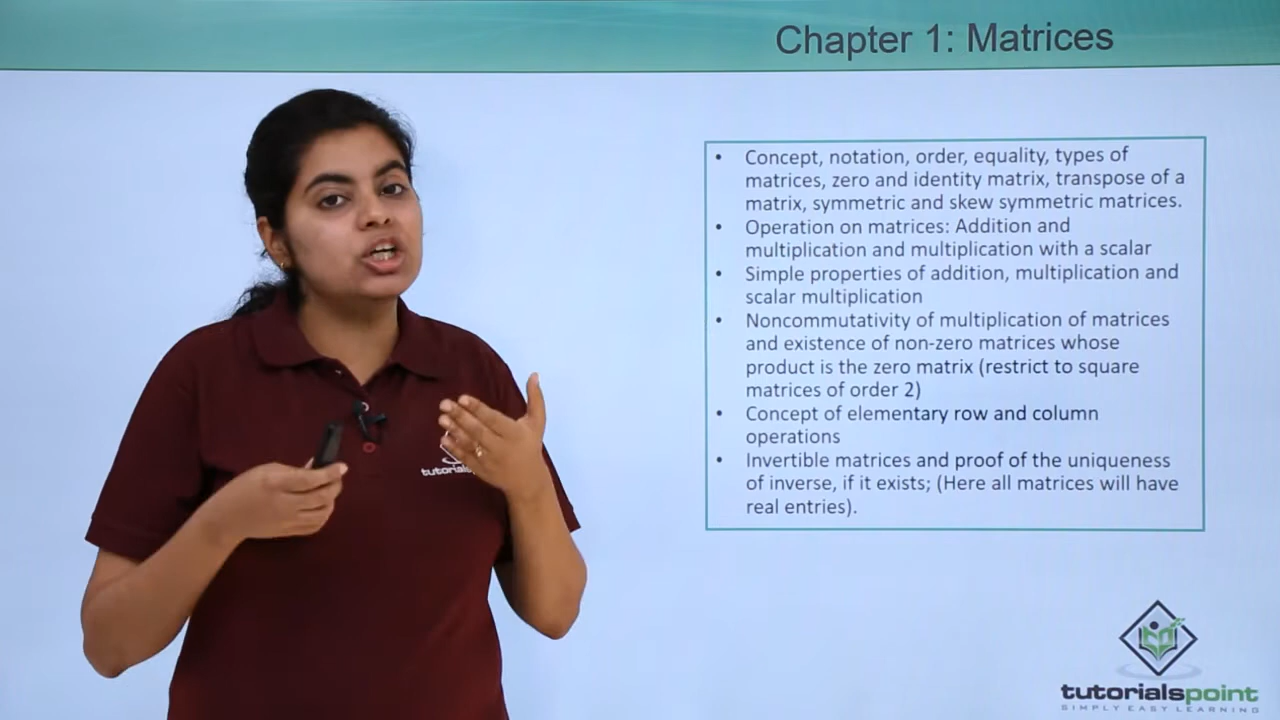 Chapter 1: Matrices
• Concept, notation, order, equality, types of
matrices, zero and identity matrix, transpose of a
matrix, symmetric and skew symmetric matrices.
• Operation on matrices: Addition and
multiplication and multiplication with a scalar
• Simple properties of addition, multiplication and
scalar multiplication
• Noncommutativity of multiplication of matrices
and existence of non-zero matrices whose
product is the zero matrix (restrict to square
matrices of order 2)
• Concept of elementary row and column
operations
• Invertible matrices and proof of the uniqueness
of inverse, if it exists; (Here all matrices will have
real entries).
tutorialspoint
SIMPLY EASY LEARNING